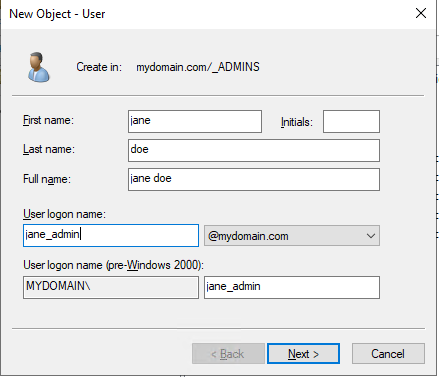 New Object - User
Create in: mydomain.com/_ADMINS
First name: jane Initials:
Last name: doe
Full name: jane doe
User logon name:
jane_admin @mydomain.com
User logon name (pre-Windows 2000):
MYDOMAIN\ jane_admin
< Back Next > Cancel